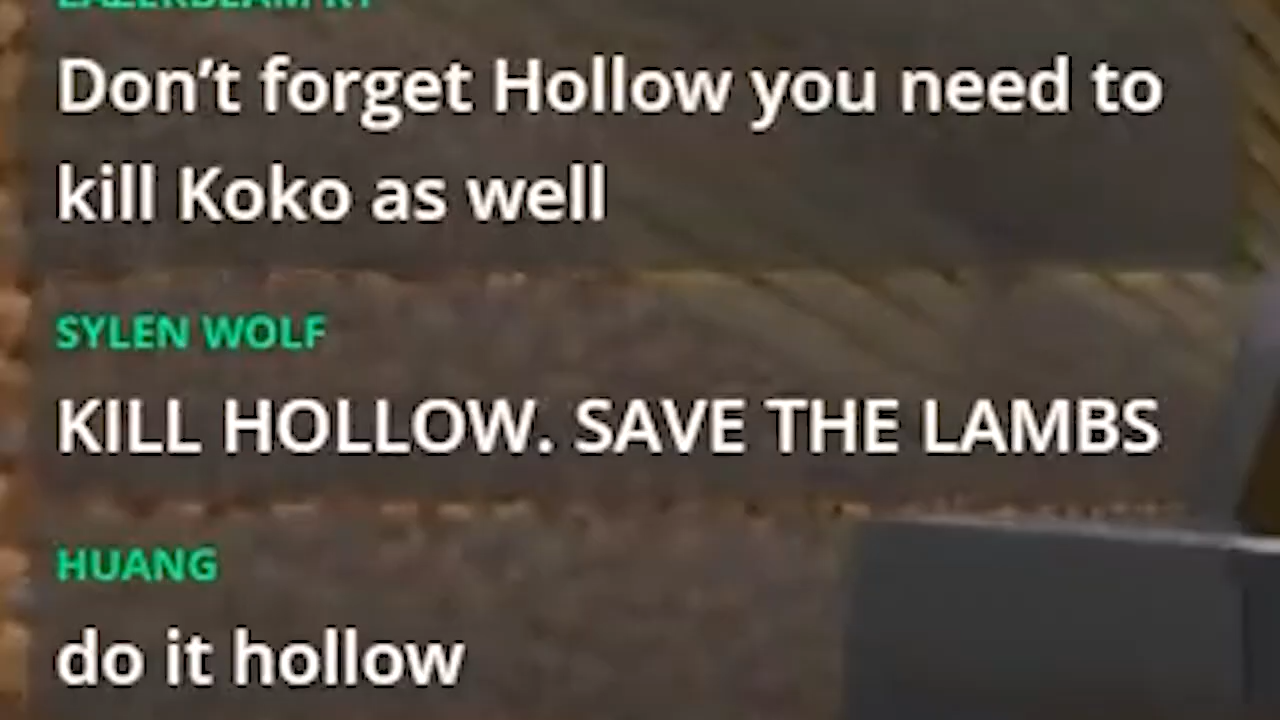 Don't forget Hollow you need to
kill Koko as well
SYLEN WOLF
KILL HOLLOW. SAVE THE LAMBS
HUANG
do it hollow